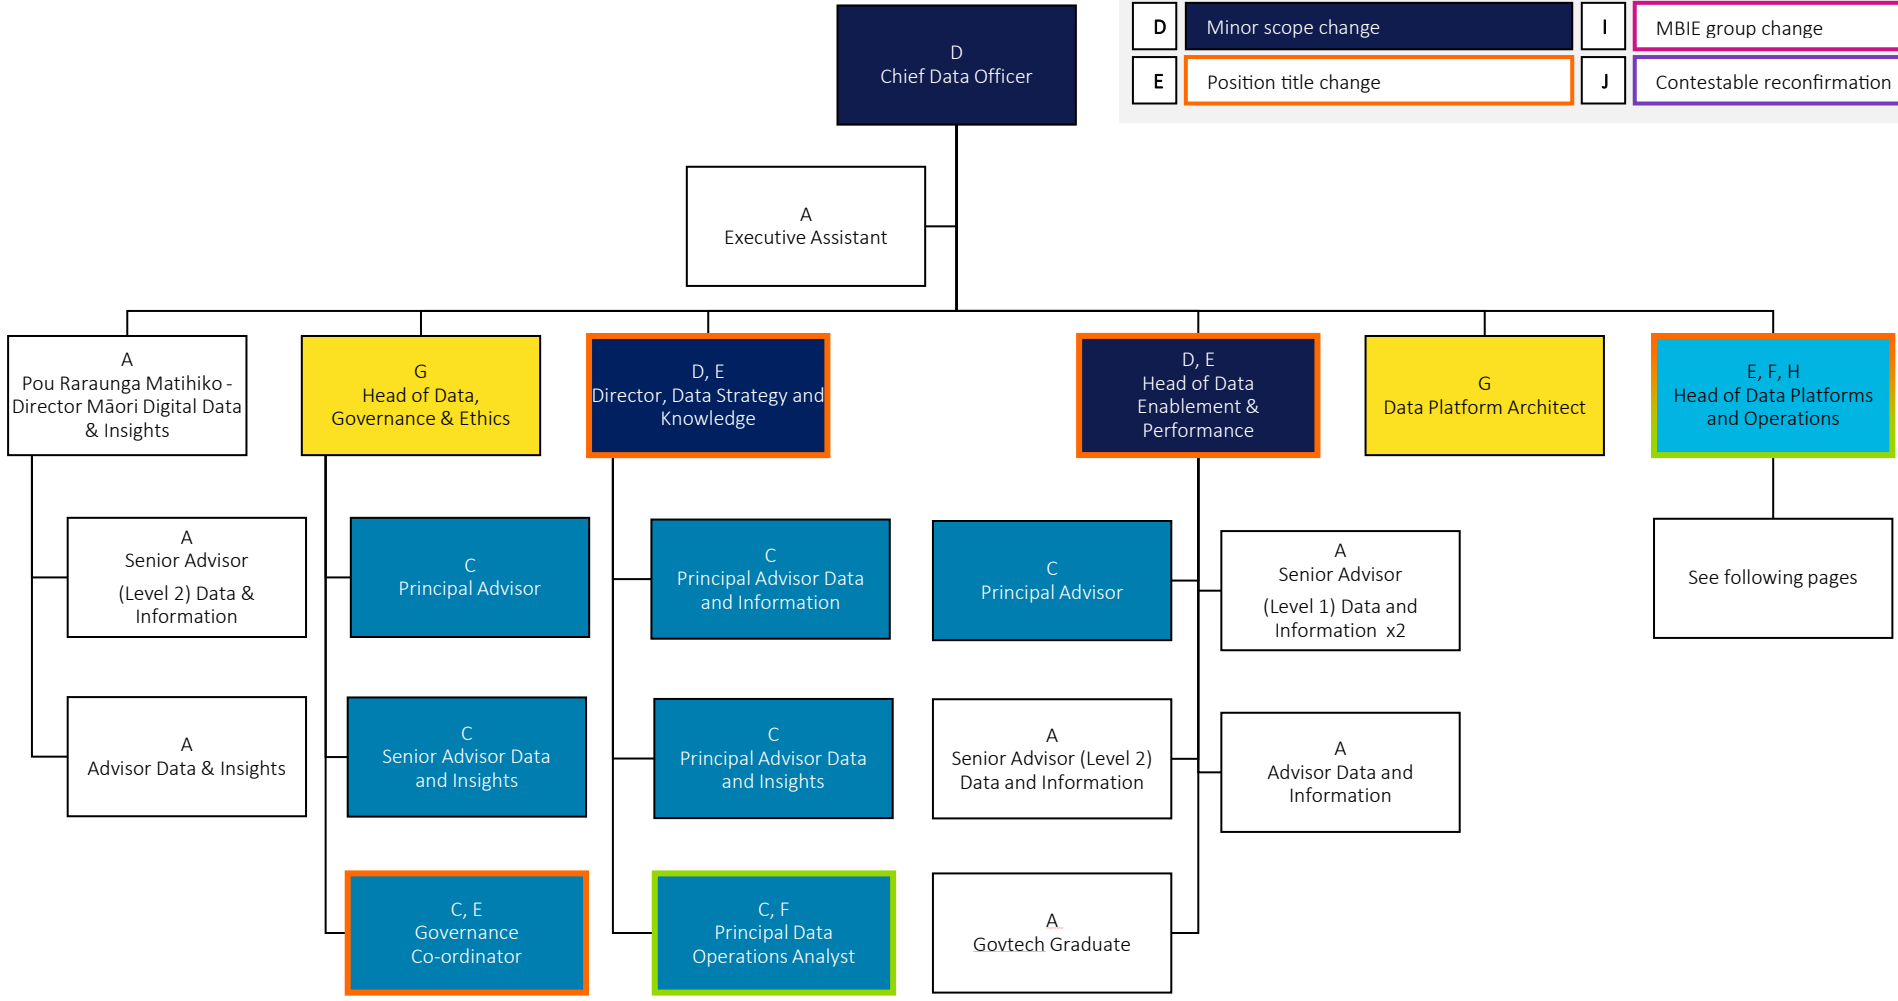 D
Minor scope change
I
MBIE group change
E
Position title change
J
Contestable reconfirmation
D
Chief Data Officer
A
Executive Assistant
A
Pou Raraunga Matihiko -
Director Māori Digital Data
& Insights
G
Head of Data,
Governance & Ethics
D, E
Director, Data Strategy and
Knowledge
D, E
Head of Data
Enablement &
Performance
G
Data Platform Architect
E, F, H
Head of Data Platforms
and Operations
A
Senior Advisor
(Level 2) Data &
Information
C
Principal Advisor
C
Principal Advisor Data
and Information
C
Principal Advisor
A
Senior Advisor
(Level 1) Data and
Information x2
See following pages
A
Advisor Data & Insights
C
Senior Advisor Data
and Insights
C
Principal Advisor Data
and Insights
A
Senior Advisor (Level 2)
Data and Information
A
Advisor Data and
Information
C, E
Governance
Co-ordinator
C, F
Principal Data
Operations Analyst
A
Govtech Graduate